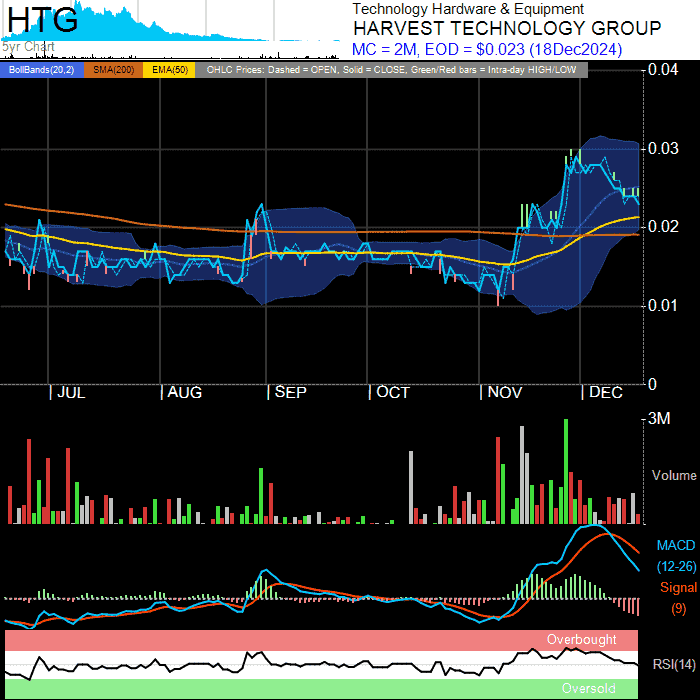 HTG
5yr Chart
Technology Hardware & Equipment
HARVEST TECHNOLOGY GROUP
MC = 2M, EOD = $0.023 (18Dec2024)
BollBands(20,2) SMA(200) EMA(50) OHLC Prices: Dashed = OPEN, Solid = CLOSE, Green/Red bars = Intra-day HIGH/LOW
0.04
0.03
0.02
0.01
0
| JUL | AUG | SEP | OCT | NOV | DEC
3M
Volume
MACD
(12-26)
Signal
(9)
Overbought
RSI(14)
Oversold